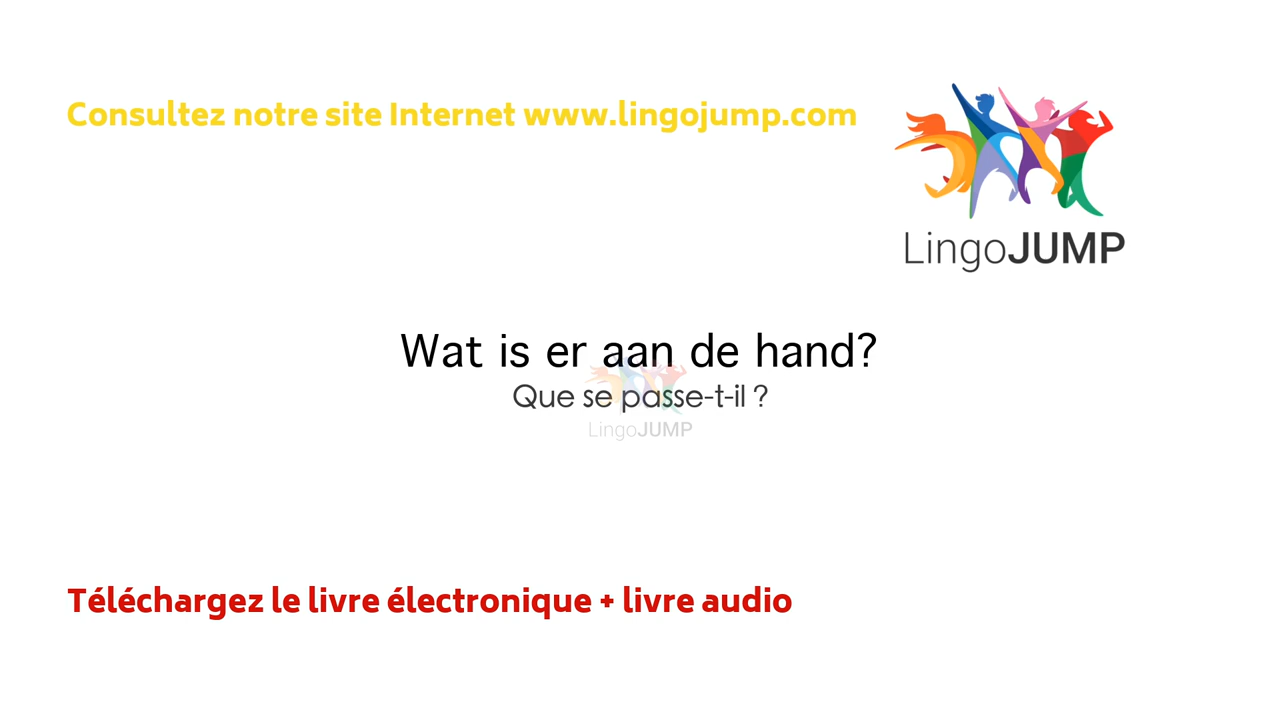 Consultez notre site Internet www.lingojump.com
LingoJUMP
Wat is er aan de hand?
Que se passe-t-il ?
LingoJUMP
Téléchargez le livre électronique + livre audio